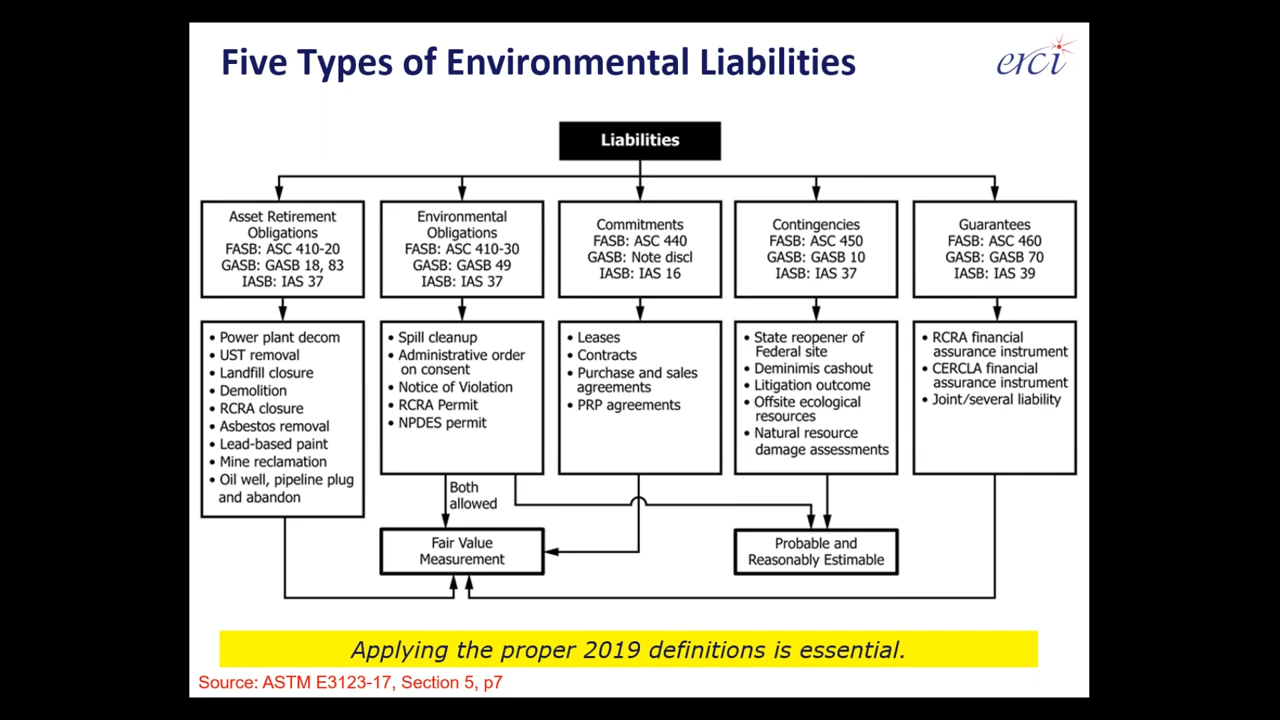 Five Types of Environmental Liabilities
erci
Liabilities
Asset Retirement
Obligations
FASB: ASC 410-20
GASB: GASB 18, 83
IASB: IAS 37
Environmental
Obligations
FASB: ASC 410-30
GASB: GASB 49
IASB: IAS 37
Commitments
FASB: ASC 440
GASB: Note discl
IASB: IAS 16
Contingencies
FASB: ASC 450
GASB: GASB 10
IASB: IAS 37
Guarantees
FASB: ASC 460
GASB: GASB 70
IASB: IAS 39
• Power plant decom
• UST removal
• Landfill closure
• Demolition
• RCRA closure
• Asbestos removal
• Lead-based paint
• Mine reclamation
• Oil well, pipeline plug
and abandon
• Spill cleanup
• Administrative order
on consent
• Notice of Violation
• RCRA Permit
• NPDES permit
• Leases
• Contracts
• Purchase and sales
agreements
• PRP agreements
• State reopener of
Federal site
• Deminimis cashout
• Litigation outcome
• Offsite ecological
resources
• Natural resource
damage assessments
• RCRA financial
assurance instrument
• CERCLA financial
assurance instrument
• Joint/several liability
Both
allowed
Fair Value
Measurement
Probable and
Reasonably Estimable
Applying the proper 2019 definitions is essential.
Source: ASTM E3123-17, Section 5, p7